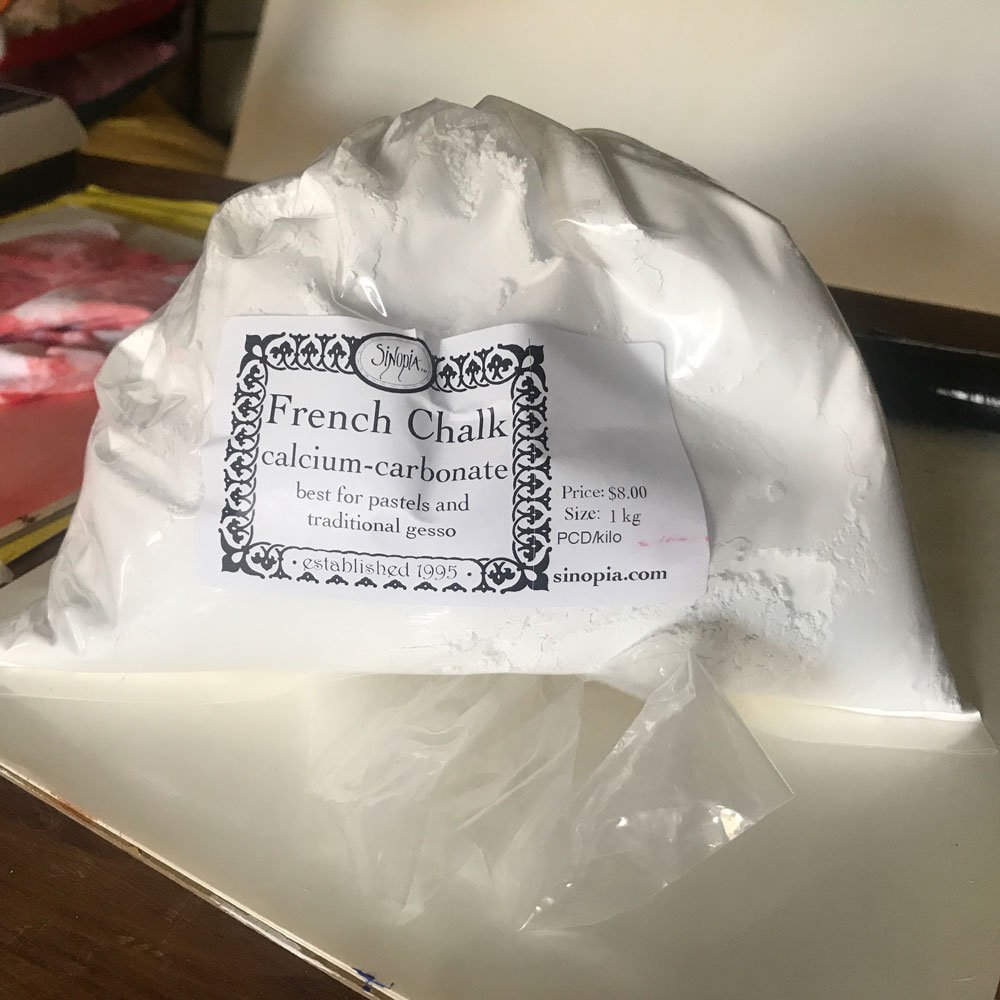 Sinopia™
French Chalk
calcium-carbonate
best for pastels and
traditional gesso
· established 1995 ·
Price: $8.00
Size: 1 kg
PCD/kilo
sinopia.com